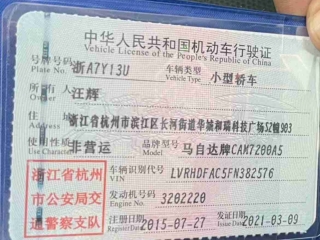 中华人民共和国机动车行驶证
Vehicle License of the People's Republic of China
号牌号码 浙A7Y13U 车辆类型 小型轿车
Plate No. Vehicle Type
所有人 汪辉
Owner
住址 浙江省杭州市滨江区长河街道华城和瑞科技广场52幢903
使用性质 非营运 品牌型号 马自达牌CAM7200A5
浙江省杭州市公安局交通警察支队
车辆识别代号 LVRHDFAC5FN382576
VIN
发动机号码 3202220
Engine No.
注册日期 2015-07-27 发证日期 2021-03-09
Register Date Issue Date